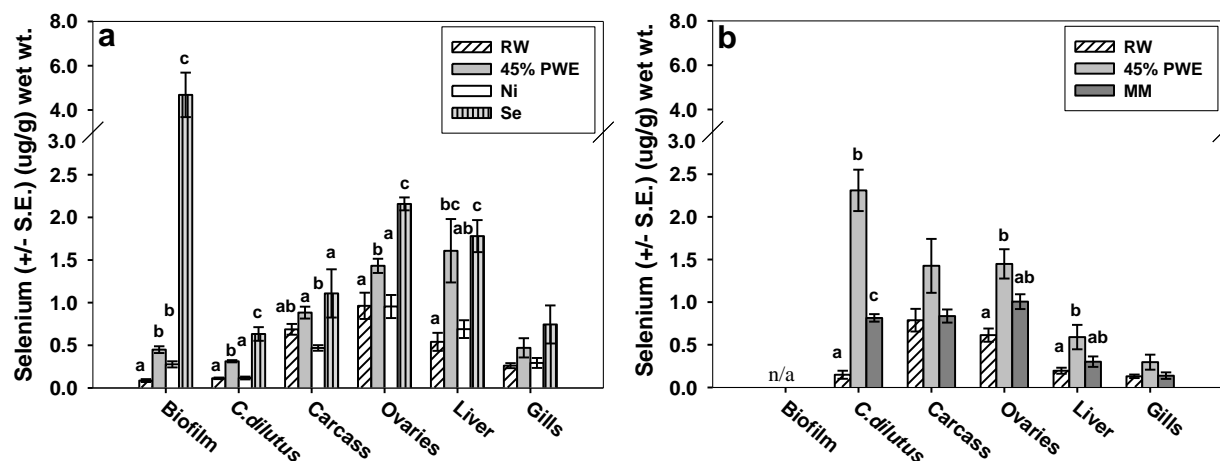 a
RW
45% PWE
Ni
Se
Selenium (+/- S.E.) (ug/g) wet wt.
8.0
6.0
4.0
3.0
2.5
2.0
1.5
1.0
0.5
0.0
a b b c
a b a c
ab a b a
a b a c
a bc ab c
Biofilm
C.dilutus
Carcass
Ovaries
Liver
Gills
b
RW
45% PWE
MM
Selenium (+/- S.E.) (ug/g) wet wt.
8.0
6.0
4.0
3.0
2.5
2.0
1.5
1.0
0.5
0.0
n/a
a b c
a b ab
a b ab
Biofilm
C.dilutus
Carcass
Ovaries
Liver
Gills